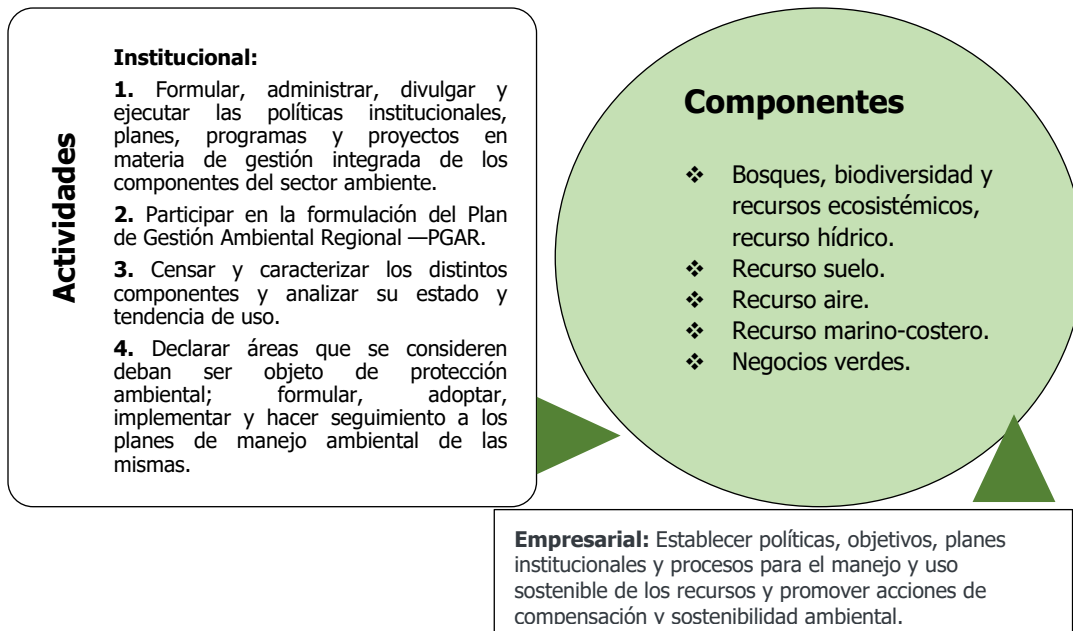 Actividades
Institucional:
1. Formular, administrar, divulgar y
ejecutar las políticas institucionales,
planes, programas y proyectos en
materia de gestión integrada de los
componentes del sector ambiente.
2. Participar en la formulación del Plan
de Gestión Ambiental Regional —PGAR.
3. Censar y caracterizar los distintos
componentes y analizar su estado y
tendencia de uso.
4. Declarar áreas que se consideren
deban ser objeto de protección
ambiental; formular, adoptar,
implementar y hacer seguimiento a los
planes de manejo ambiental de las
mismas.
Componentes
❖ Bosques, biodiversidad y
recursos ecosistémicos,
recurso hídrico.
❖ Recurso suelo.
❖ Recurso aire.
❖ Recurso marino-costero.
❖ Negocios verdes.
Empresarial: Establecer políticas, objetivos, planes
institucionales y procesos para el manejo y uso
sostenible de los recursos y promover acciones de
compensación y sostenibilidad ambiental.